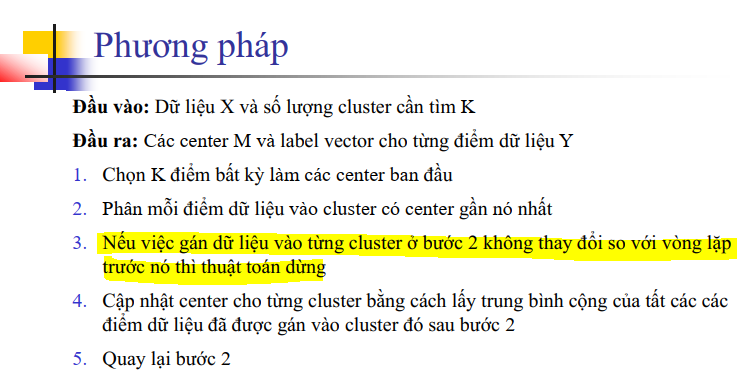 Phương pháp
Đầu vào: Dữ liệu X và số lượng cluster cần tìm K
Đầu ra: Các center M và label vector cho từng điểm dữ liệu Y
1. Chọn K điểm bất kỳ làm các center ban đầu
2. Phân mỗi điểm dữ liệu vào cluster có center gần nó nhất
3. Nếu việc gán dữ liệu vào từng cluster ở bước 2 không thay đổi so với vòng lặp
trước nó thì thuật toán dừng
4. Cập nhật center cho từng cluster bằng cách lấy trung bình cộng của tất các các
điểm dữ liệu đã được gán vào cluster đó sau bước 2
5. Quay lại bước 2